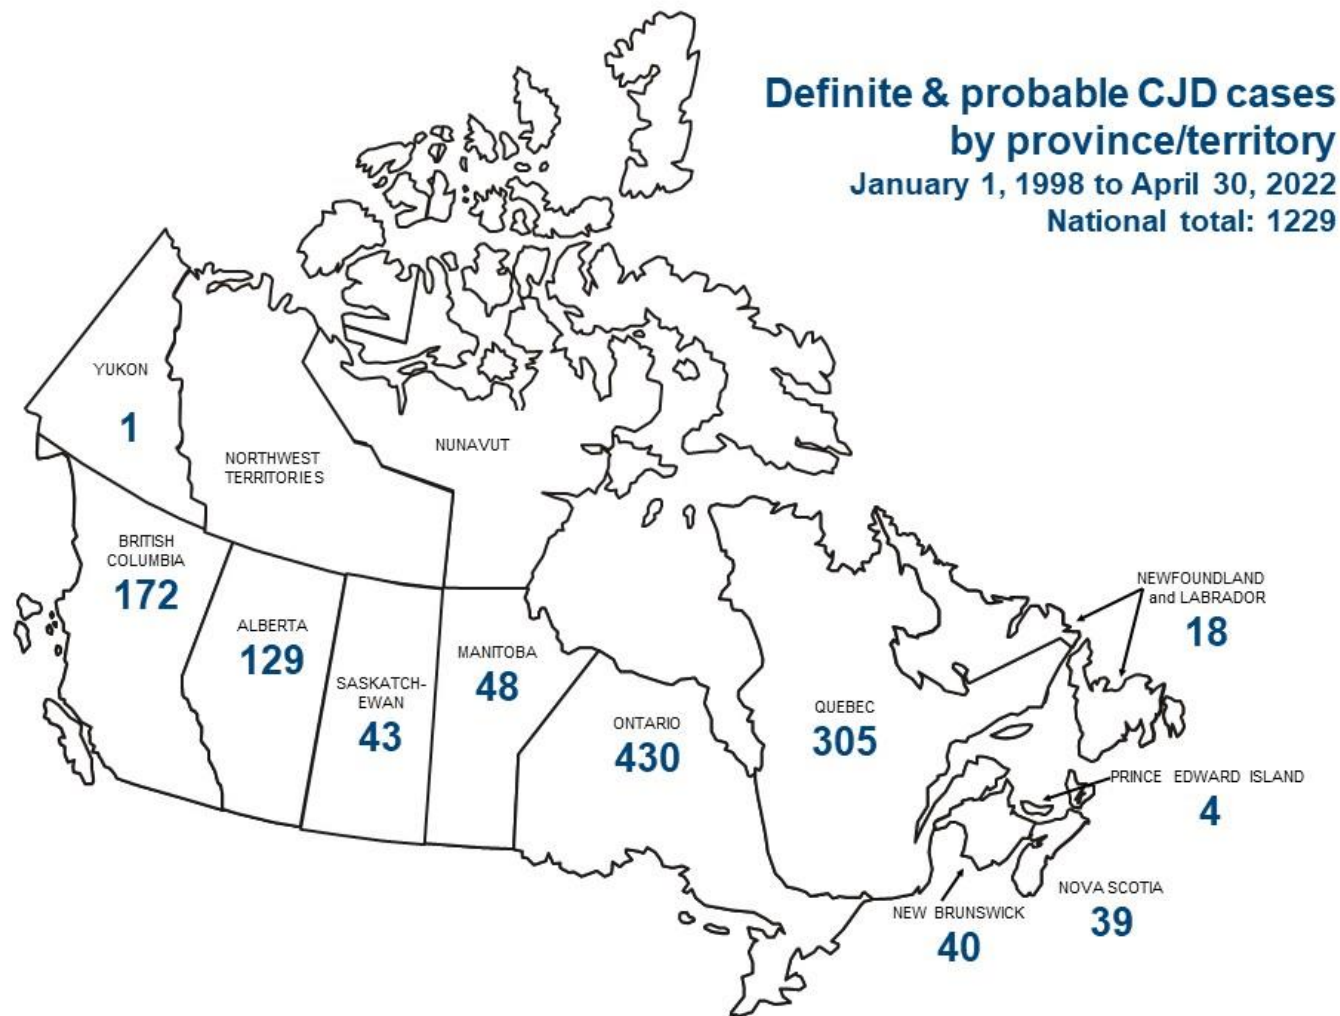 Definite & probable CJD cases
by province/territory
January 1, 1998 to April 30, 2022
National total: 1229
YUKON
1
NORTHWEST
TERRITORIES
NUNAVUT
BRITISH
COLUMBIA
172
ALBERTA
129
SASKATCH-
EWAN
43
MANITOBA
48
ONTARIO
430
QUEBEC
305
NEWFOUNDLAND
and LABRADOR
18
PRINCE EDWARD ISLAND
4
NOVA SCOTIA
39
NEW BRUNSWICK
40